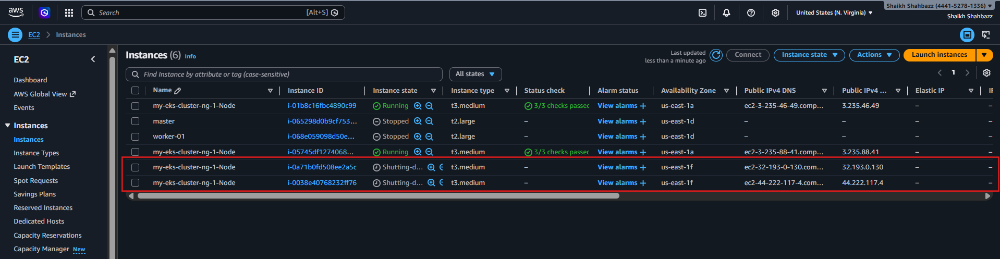 aws
Search [Alt+S]
United States (N. Virginia)
Shaikh Shahbazz (4441-5278-1336)
Shaikh Shahbazz
EC2 Instances
EC2
Dashboard
AWS Global View
Events
Instances
Instances
Instance Types
Launch Templates
Spot Requests
Savings Plans
Reserved Instances
Dedicated Hosts
Capacity Reservations
Capacity Manager New
Instances (6) Info
Last updated
less than a minute ago
Connect Instance state Actions Launch instances
Find Instance by attribute or tag (case-sensitive) All states 1
Name Instance ID Instance state Instance type Status check Alarm status Availability Zone Public IPv4 DNS Public IPv4 ... Elastic IP
my-eks-cluster-ng-1-Node i-01b8c16fbc4890c99 Running t3.medium 3/3 checks passed View alarms + us-east-1a ec2-3-235-46-49.comp... 3.235.46.49 – –
master i-065298d0b9cf753... Stopped t2.large – View alarms + us-east-1d – – – –
worker-01 i-068e059098d50e... Stopped t2.large – View alarms + us-east-1d – – – –
my-eks-cluster-ng-1-Node i-05745df1274068... Running t3.medium 3/3 checks passed View alarms + us-east-1a ec2-3-235-88-41.comp... 3.235.88.41 – –
my-eks-cluster-ng-1-Node i-0a71b0fd508ee2a5c Shutting-d... t3.medium – View alarms + us-east-1f ec2-32-193-0-130.com... 32.193.0.130 – –
my-eks-cluster-ng-1-Node i-0038e40768232ff76 Shutting-d... t3.medium – View alarms + us-east-1f ec2-44-222-117-4.com... 44.222.117.4 – –